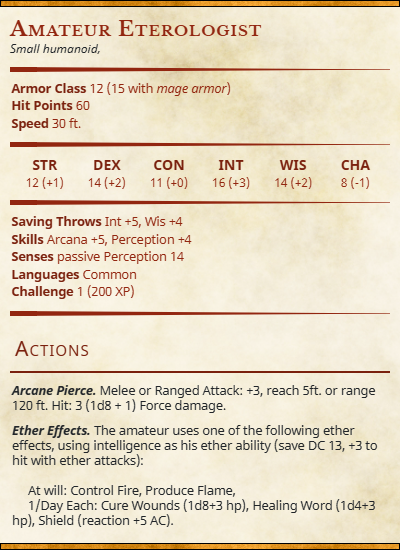 Amateur Eterologist
Small humanoid,
Armor Class 12 (15 with mage armor)
Hit Points 60
Speed 30 ft.
STR DEX CON INT WIS CHA
12 (+1) 14 (+2) 11 (+0) 16 (+3) 14 (+2) 8 (-1)
Saving Throws Int +5, Wis +4
Skills Arcana +5, Perception +4
Senses passive Perception 14
Languages Common
Challenge 1 (200 XP)
Actions
Arcane Pierce. Melee or Ranged Attack: +3, reach 5ft. or range
120 ft. Hit: 3 (1d8 + 1) Force damage.
Ether Effects. The amateur uses one of the following ether
effects, using intelligence as his ether ability (save DC 13, +3 to
hit with ether attacks):
At will: Control Fire, Produce Flame,
1/Day Each: Cure Wounds (1d8+3 hp), Healing Word (1d4+3
hp), Shield (reaction +5 AC).